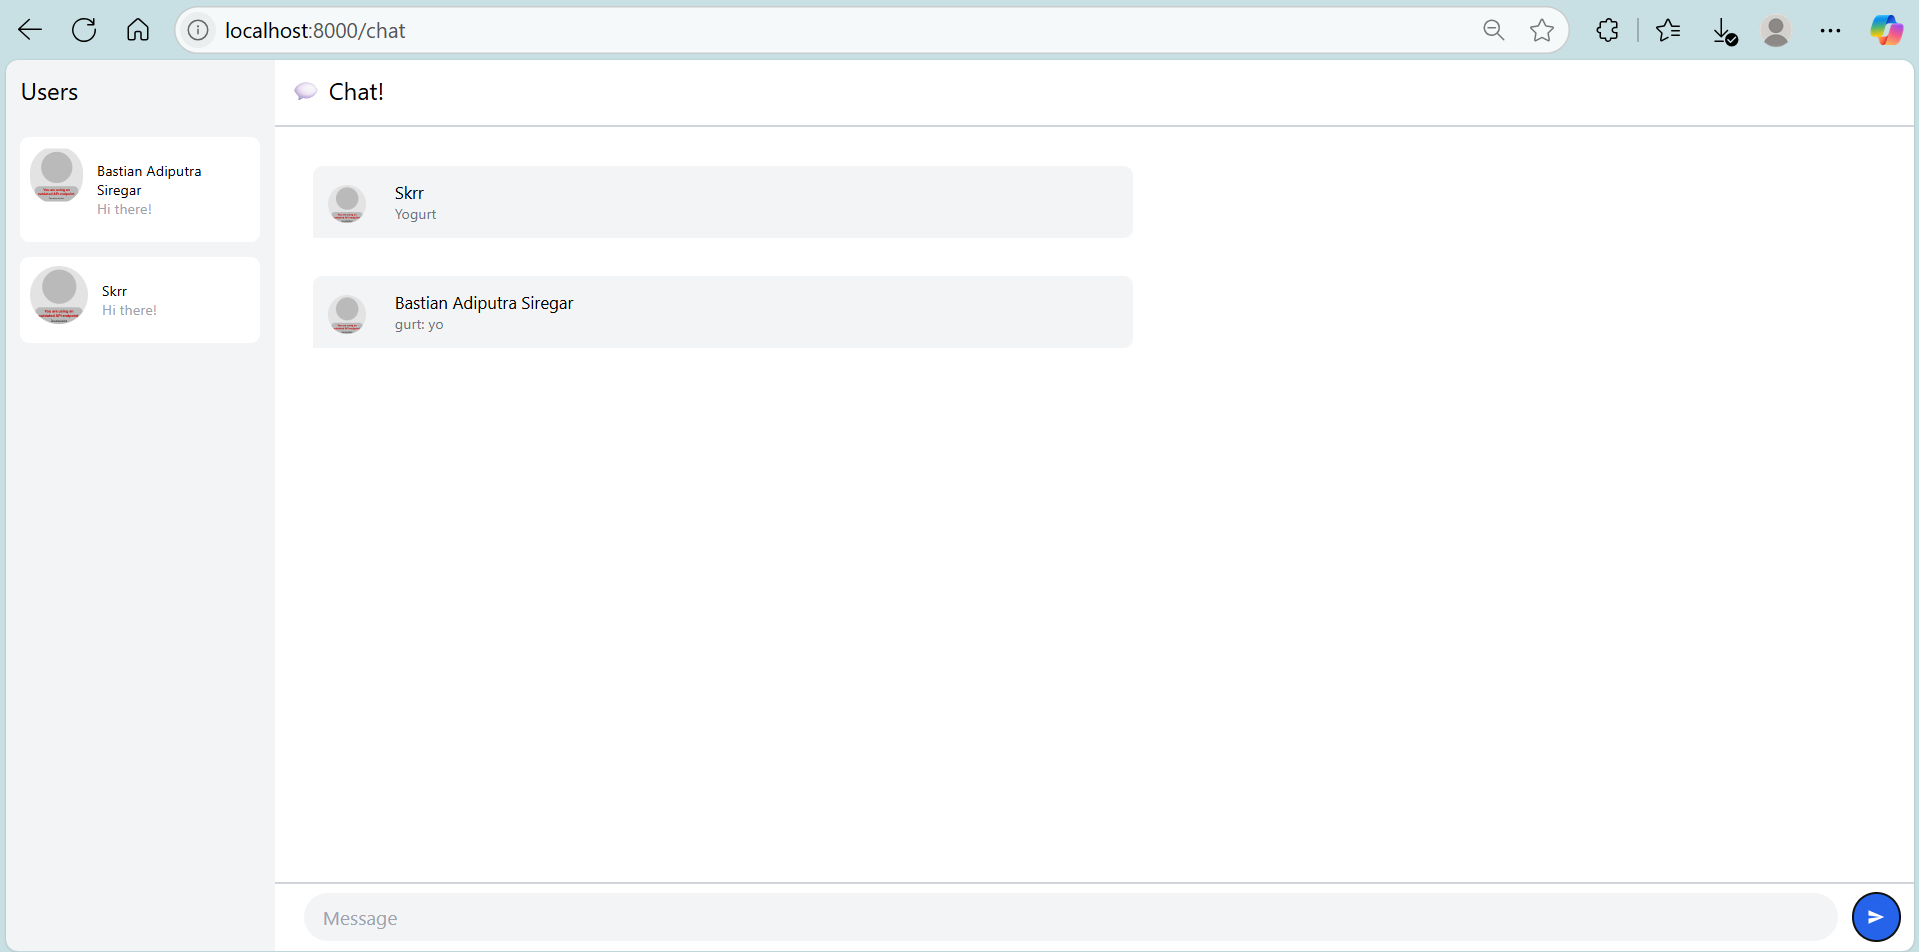 localhost:8000/chat
Users
Bastian Adiputra
Siregar
Hi there!
Skrr
Hi there!
Chat!
Skrr
Yogurt
Bastian Adiputra Siregar
gurt: yo
Message